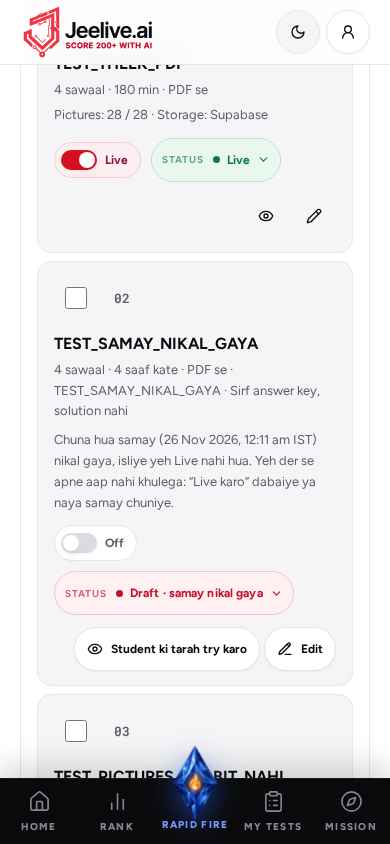 Jeelive.ai
SCORE 200+ WITH AI
TEST_THEEK_PDF
4 sawaal · 180 min · PDF se
Pictures: 28 / 28 · Storage: Supabase
Live
STATUS Live
02
TEST_SAMAY_NIKAL_GAYA
4 sawaal · 4 saaf kate · PDF se ·
TEST_SAMAY_NIKAL_GAYA · Sirf answer key,
solution nahi
Chuna hua samay (26 Nov 2026, 12:11 am IST)
nikal gaya, isliye yeh Live nahi hua. Yeh der se
apne aap nahi khulega: “Live karo” dabaiye ya
naya samay chuniye.
Off
STATUS Draft · samay nikal gaya
Student ki tarah try karo
Edit
03
HOME
RANK
RAPID FIRE
MY TESTS
MISSION